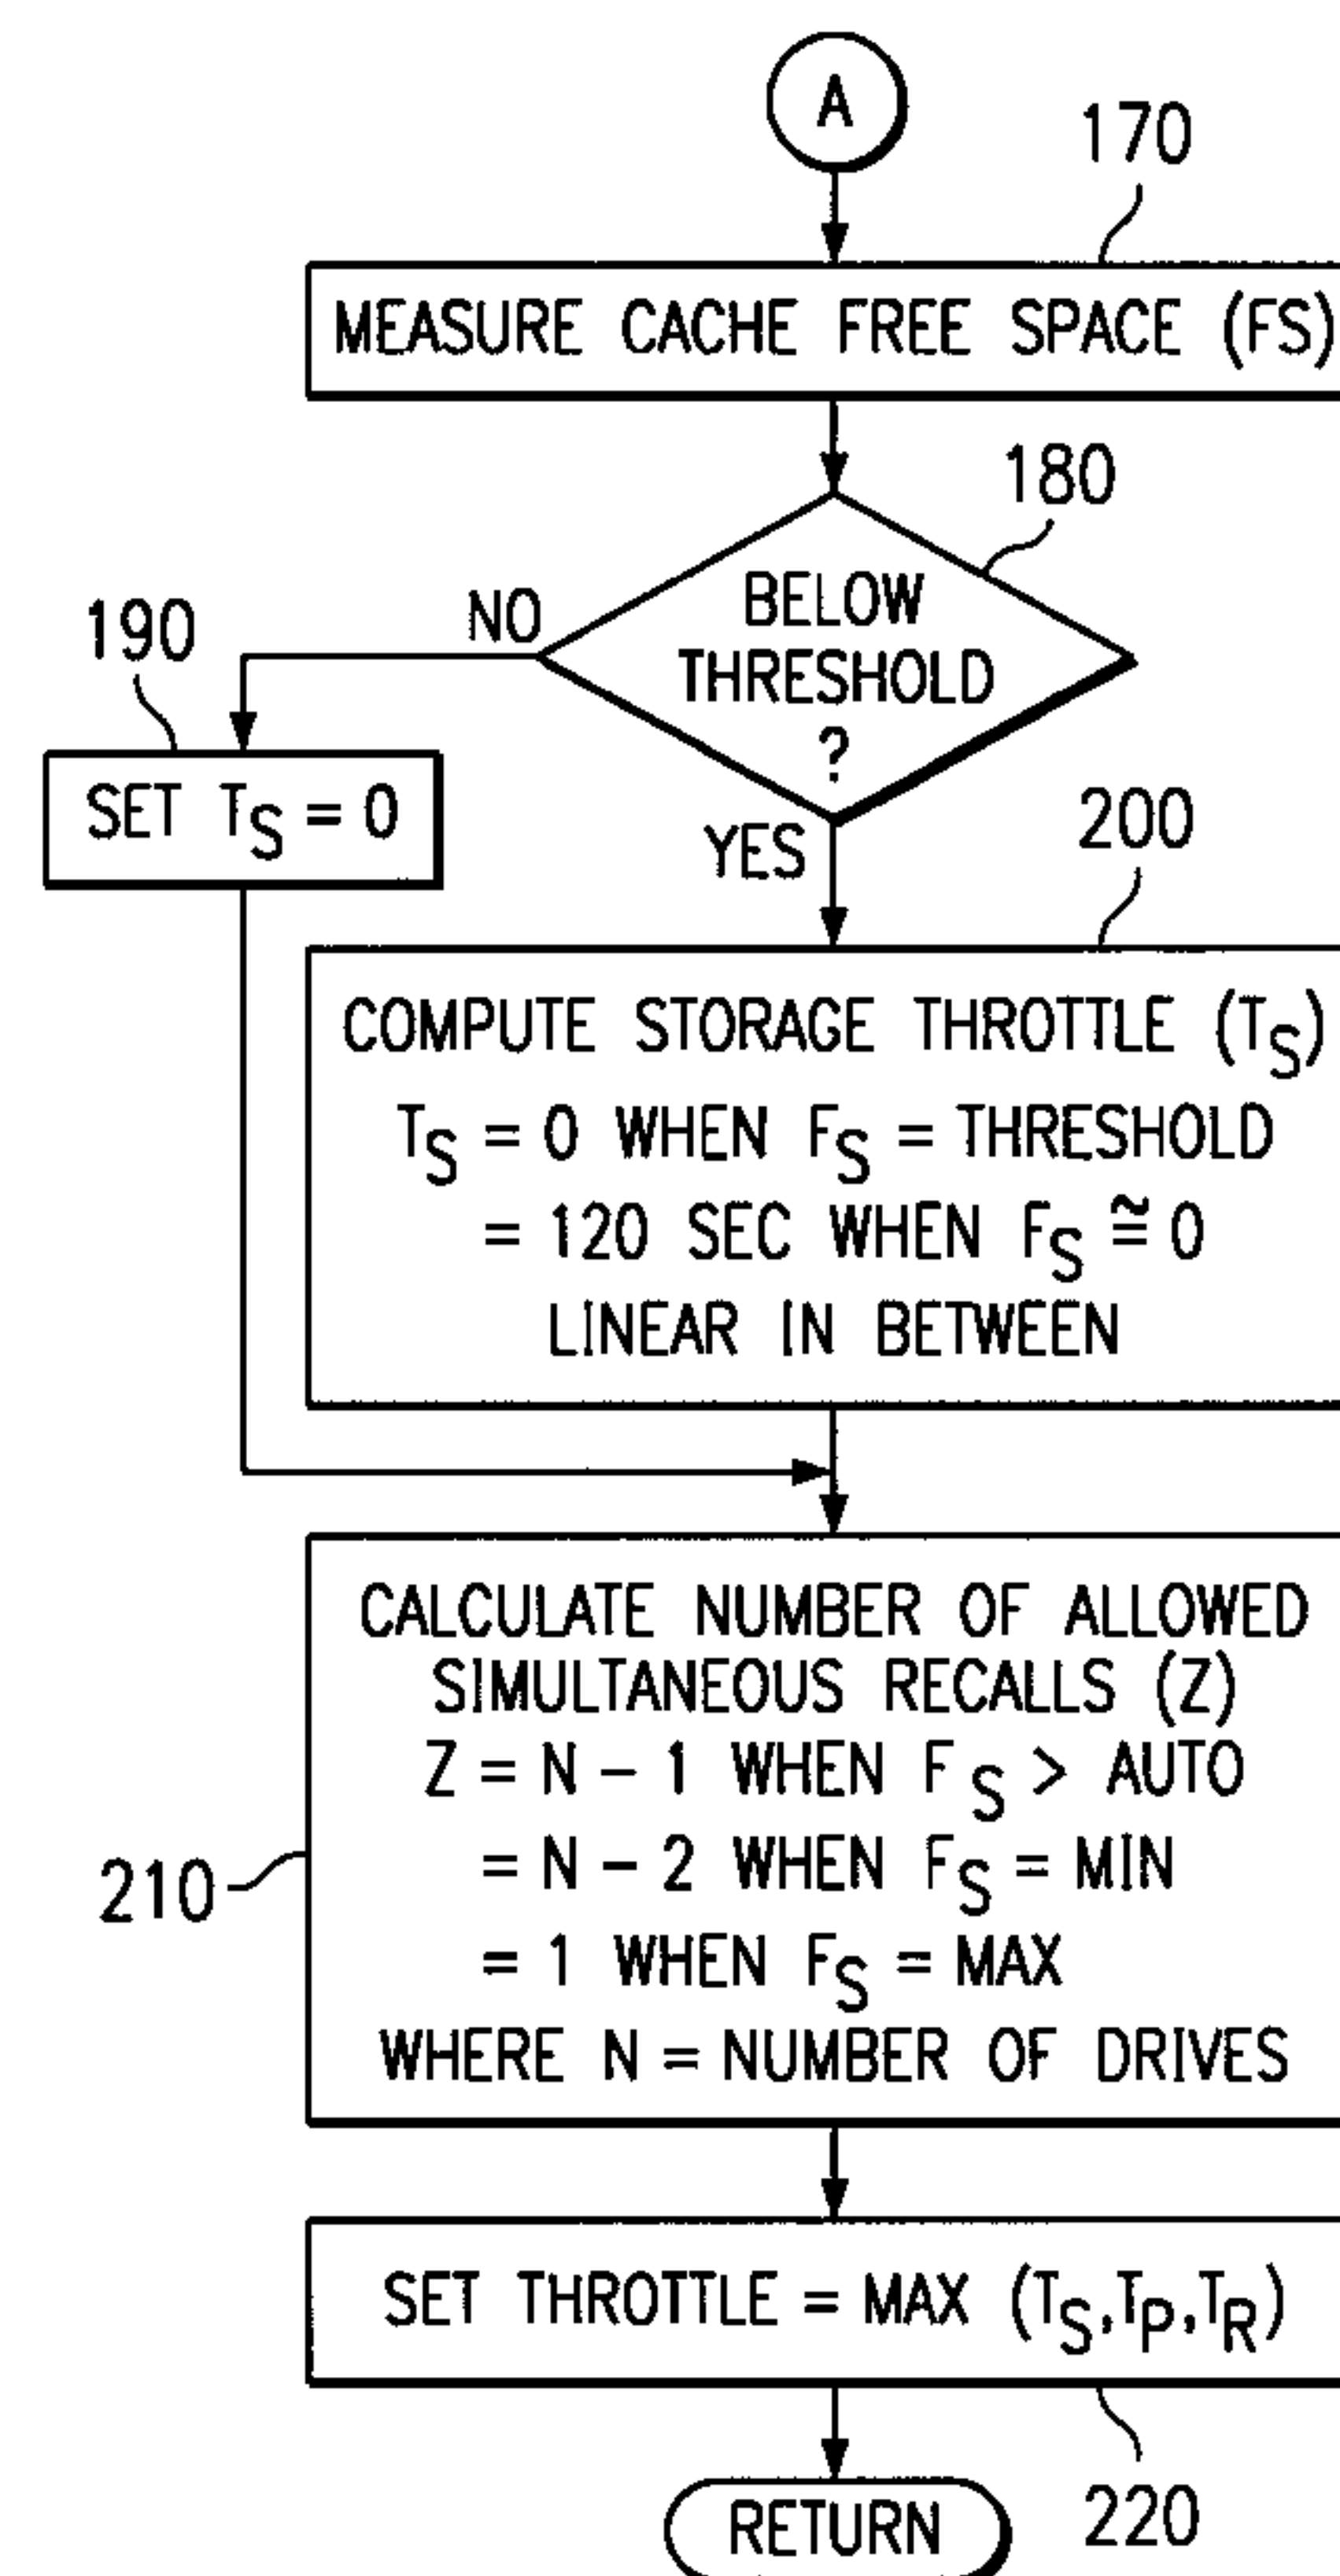 A
170
MEASURE CACHE FREE SPACE (FS)
180
BELOW
THRESHOLD
?
NO
190
SET TS = 0
YES
200
COMPUTE STORAGE THROTTLE (TS)
TS = 0 WHEN FS = THRESHOLD
= 120 SEC WHEN FS ≅ 0
LINEAR IN BETWEEN
CALCULATE NUMBER OF ALLOWED
SIMULTANEOUS RECALLS (Z)
Z = N - 1 WHEN FS > AUTO
= N - 2 WHEN FS = MIN
= 1 WHEN FS = MAX
WHERE N = NUMBER OF DRIVES
210
SET THROTTLE = MAX (TS,TP,TR)
220
RETURN